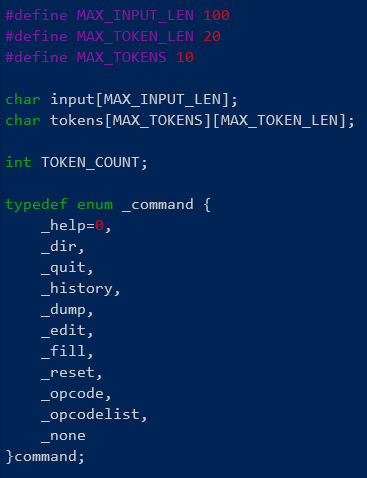 #define MAX_INPUT_LEN 100
#define MAX_TOKEN_LEN 20
#define MAX_TOKENS 10
char input[MAX_INPUT_LEN];
char tokens[MAX_TOKENS][MAX_TOKEN_LEN];
int TOKEN_COUNT;
typedef enum _command {
    _help=0,
    _dir,
    _quit,
    _history,
    _dump,
    _edit,
    _fill,
    _reset,
    _opcode,
    _opcodelist,
    _none
}command;